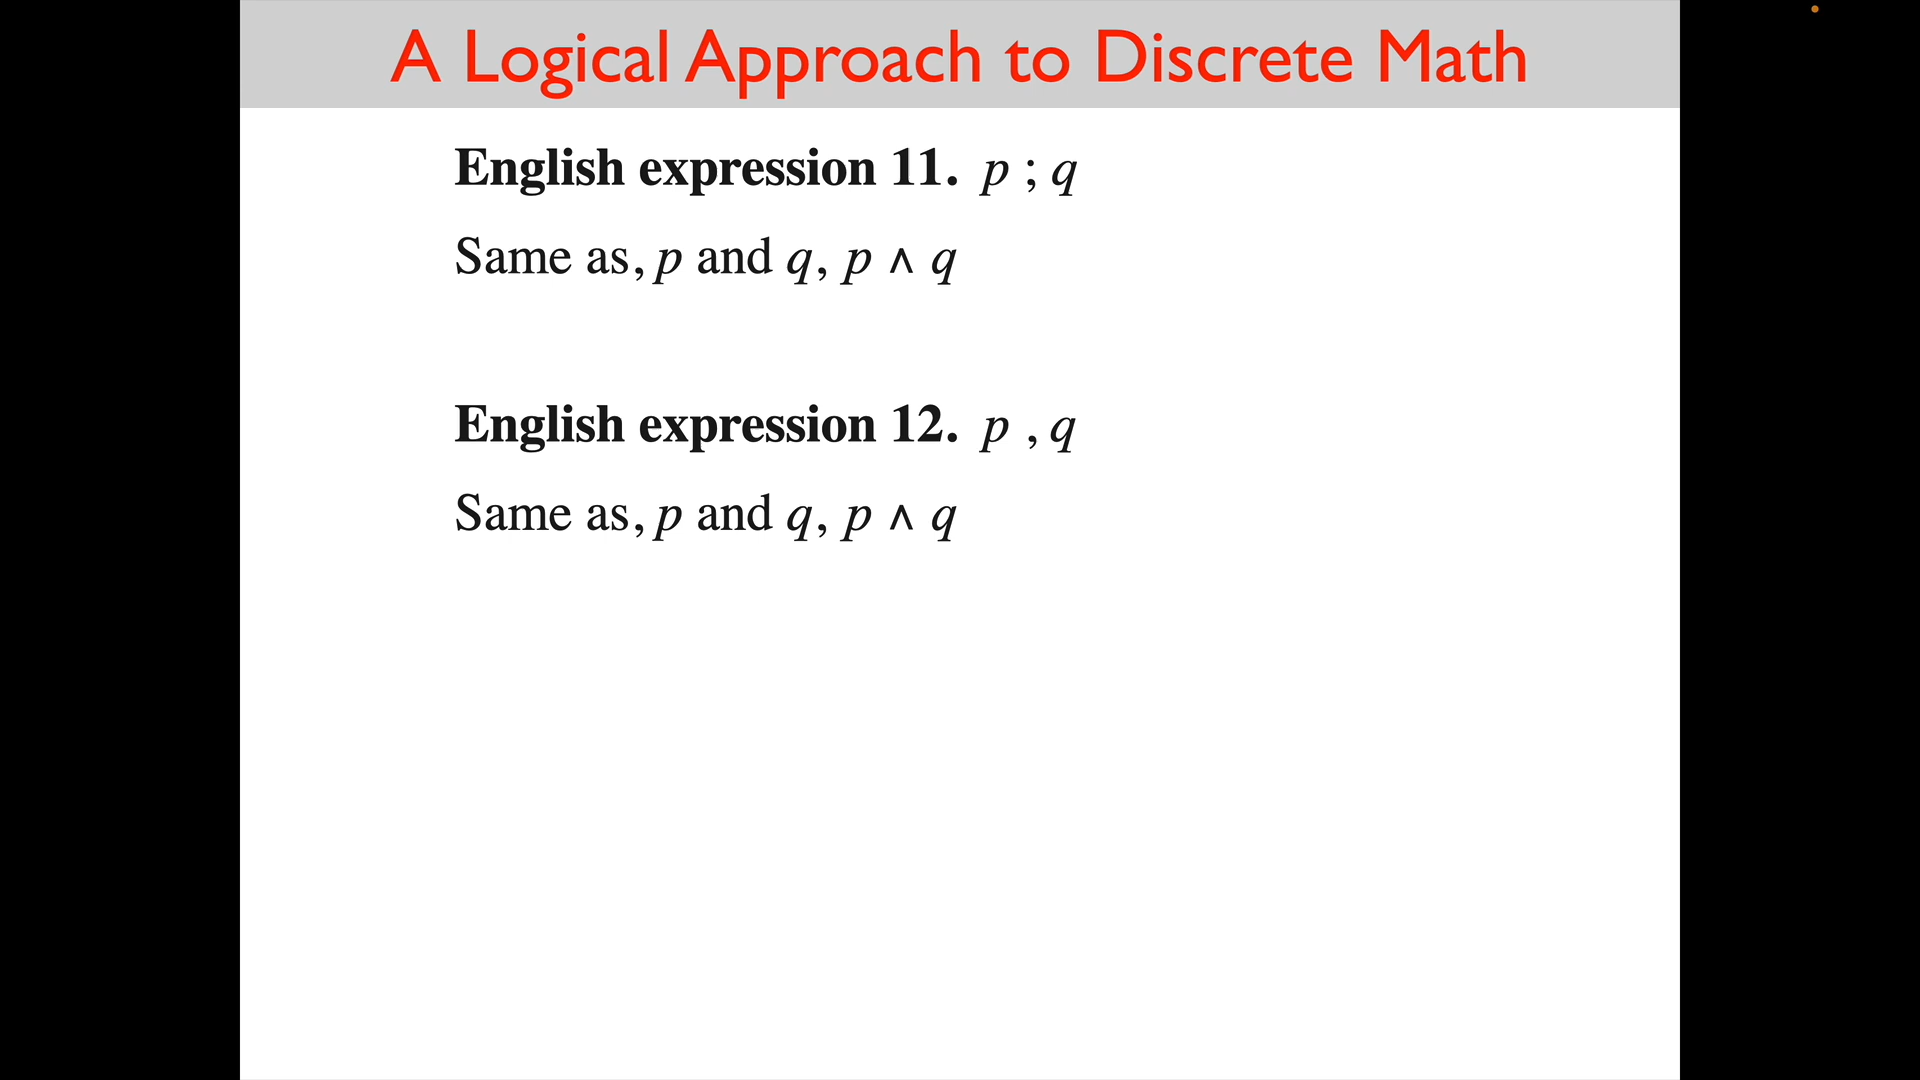 A Logical Approach to Discrete Math
English expression 11. p ; q
Same as, p and q, p ∧ q
English expression 12. p , q
Same as, p and q, p ∧ q